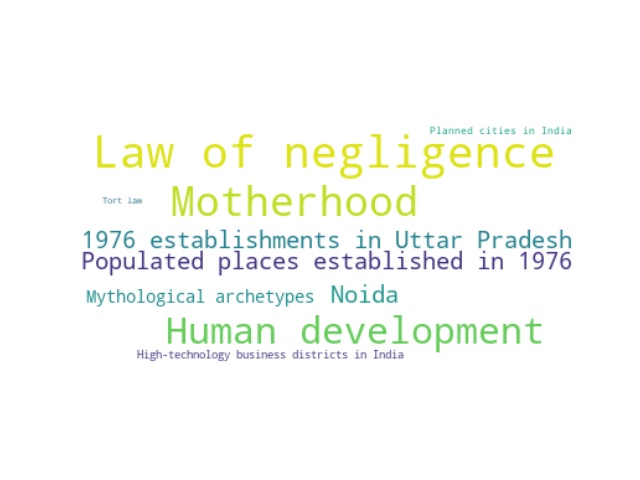 Planned cities in India
Law of negligence
Tort law
Motherhood
1976 establishments in Uttar Pradesh
Populated places established in 1976
Mythological archetypes
Noida
Human development
High-technology business districts in India